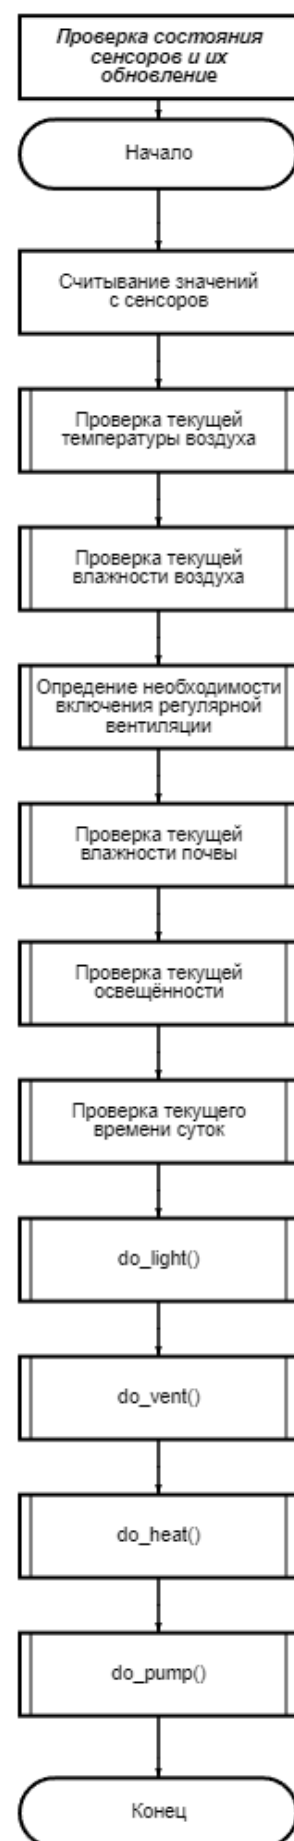 Проверка состояния
сенсоров и их
обновление
Начало
Считывание значений
с сенсоров
Проверка текущей
температуры воздуха
Проверка текущей
влажности воздуха
Опредение необходимости
включения регулярной
вентиляции
Проверка текущей
влажности почвы
Проверка текущей
освещённости
Проверка текущего
времени суток
do_light()
do_vent()
do_heat()
do_pump()
Конец